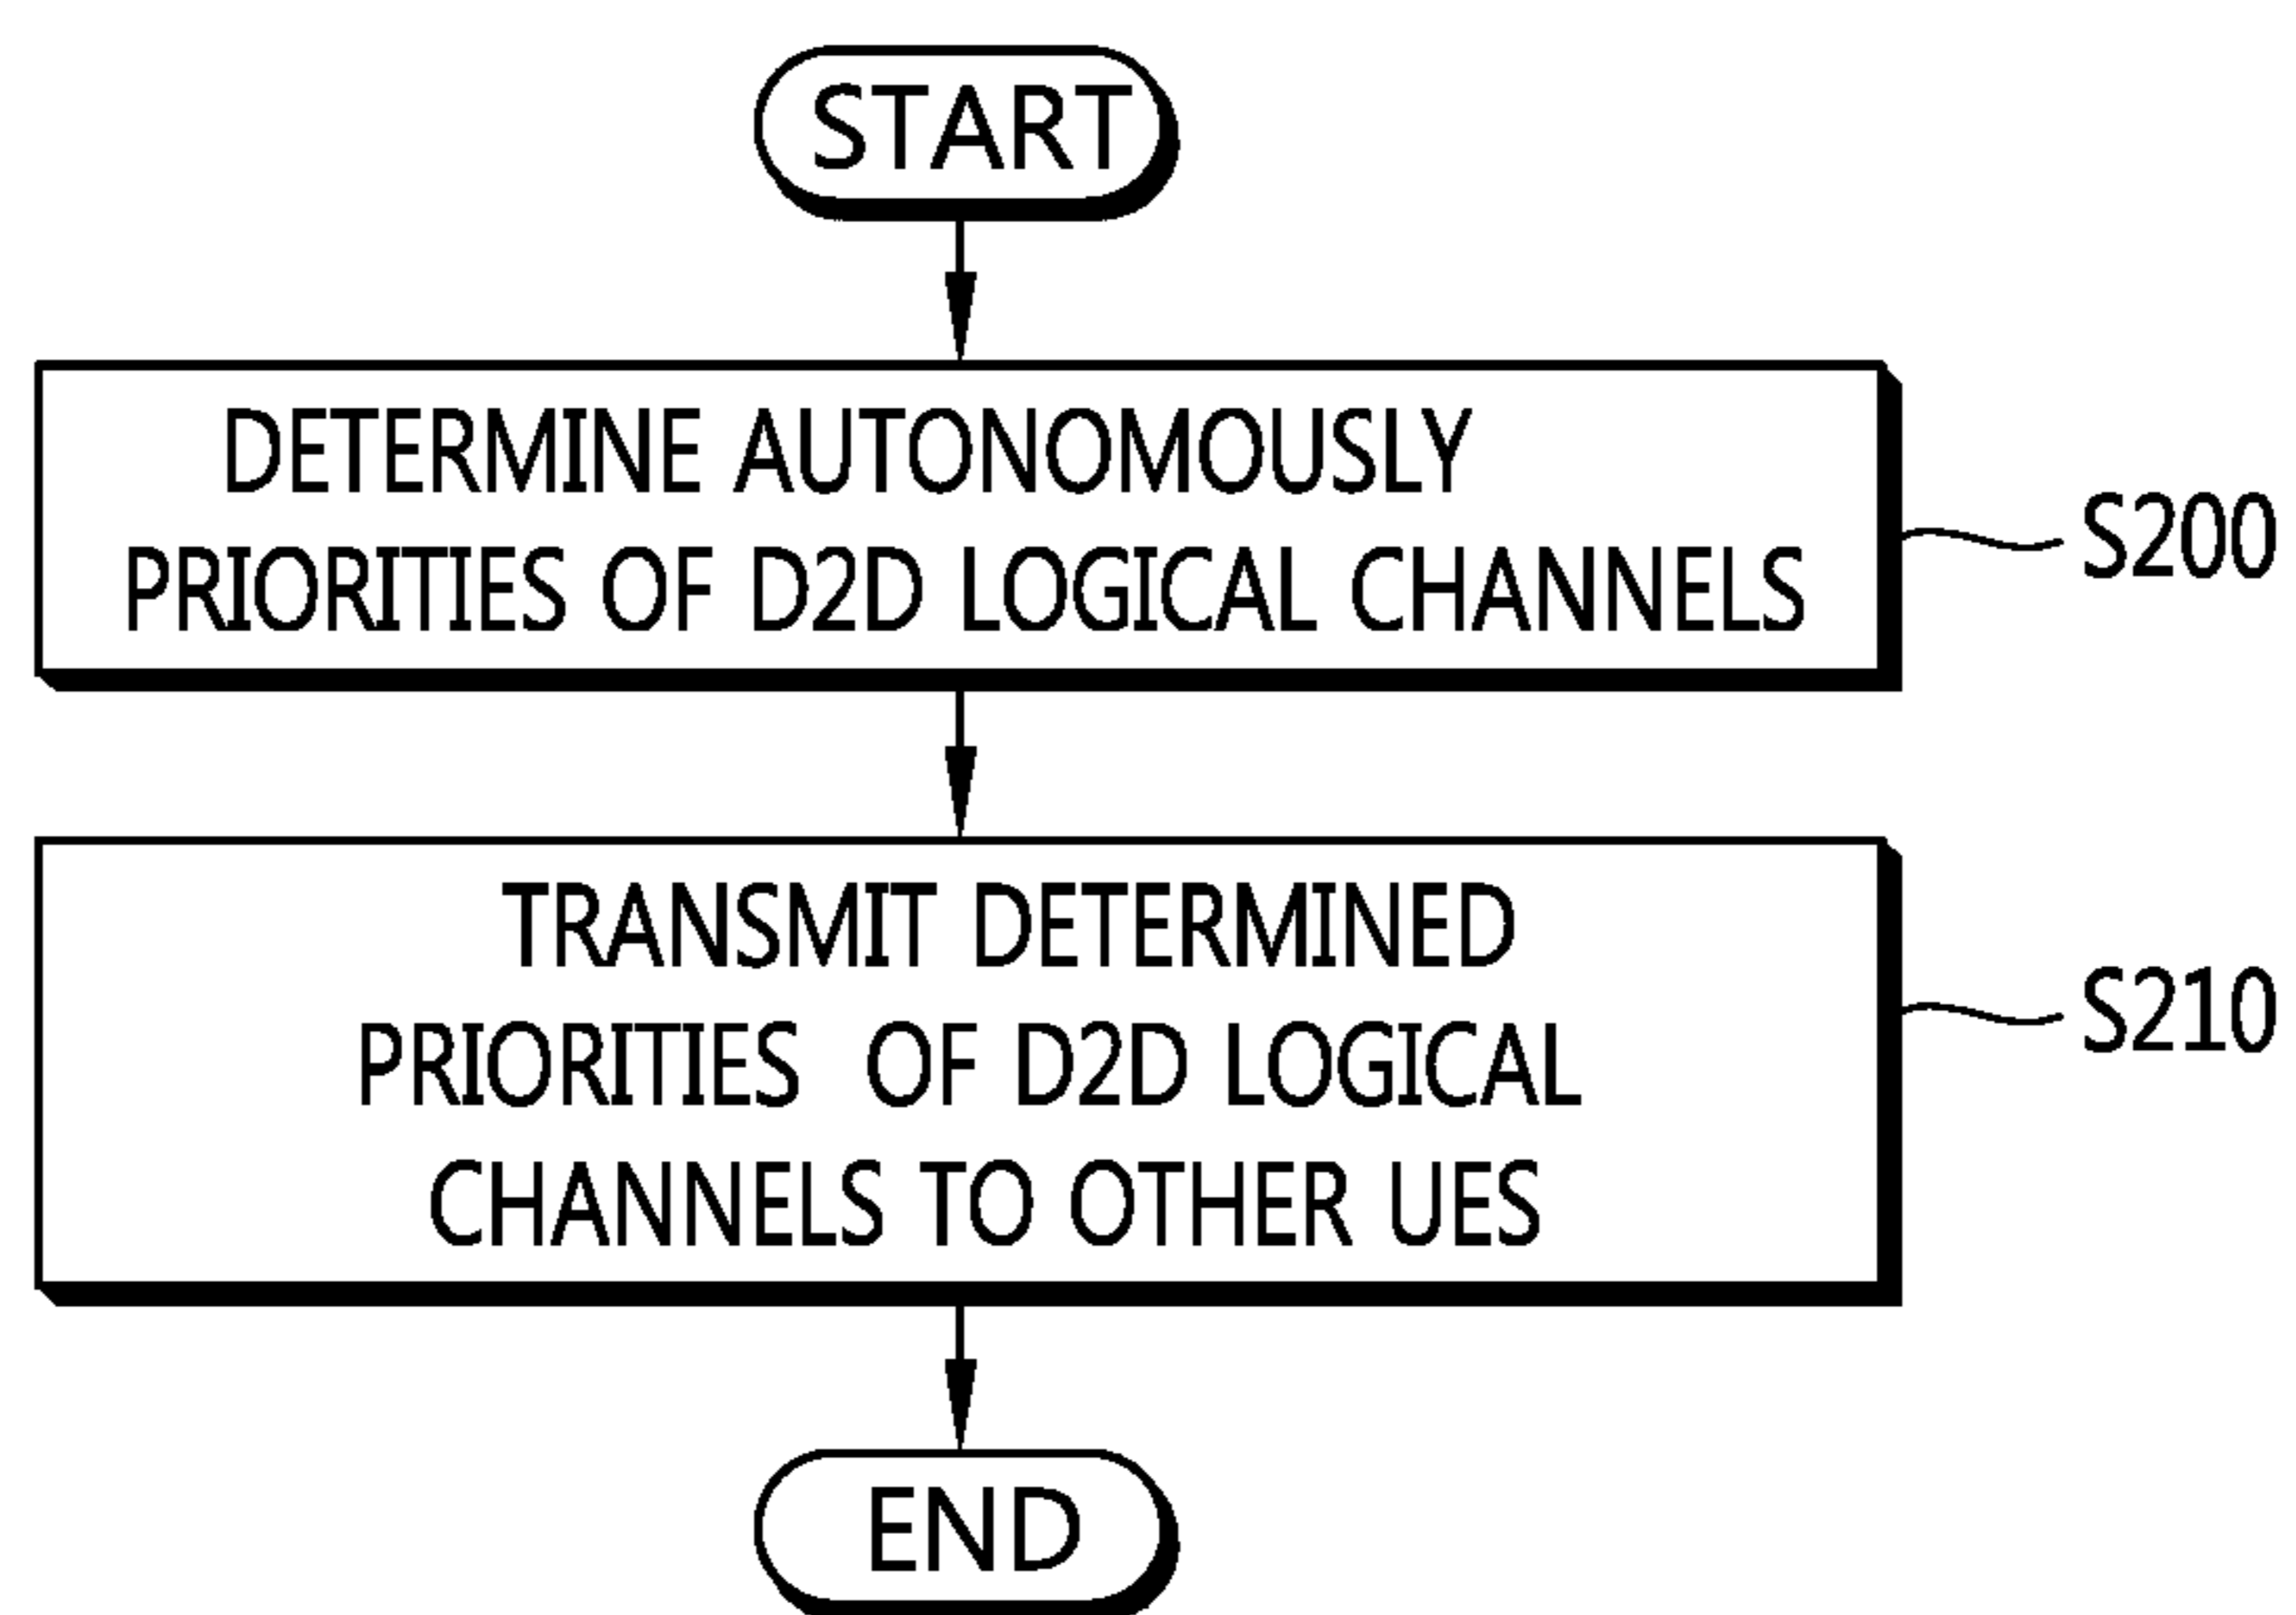 START
DETERMINE AUTONOMOUSLY
PRIORITIES OF D2D LOGICAL CHANNELS
S200
TRANSMIT DETERMINED
PRIORITIES OF D2D LOGICAL
CHANNELS TO OTHER UES
S210
END